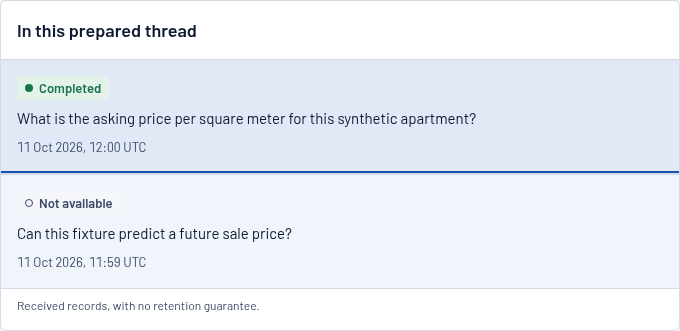 In this prepared thread
Completed
What is the asking price per square meter for this synthetic apartment?
11 Oct 2026, 12:00 UTC
Not available
Can this fixture predict a future sale price?
11 Oct 2026, 11:59 UTC
Received records, with no retention guarantee.